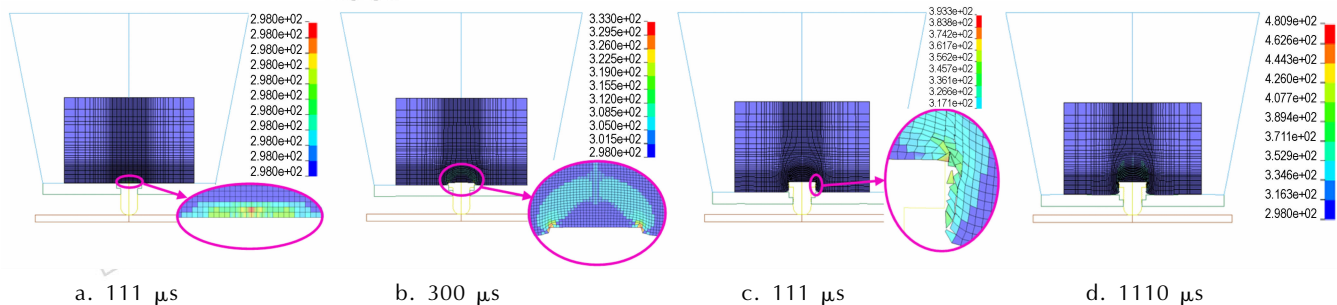 2.980e+02
2.980e+02
2.980e+02
2.980e+02
2.980e+02
2.980e+02
2.980e+02
2.980e+02
2.980e+02
2.980e+02
2.980e+02
3.330e+02
3.295e+02
3.260e+02
3.225e+02
3.190e+02
3.155e+02
3.120e+02
3.085e+02
3.050e+02
3.015e+02
2.980e+02
3.933e+02
3.838e+02
3.742e+02
3.617e+02
3.562e+02
3.457e+02
3.361e+02
3.266e+02
3.171e+02
4.809e+02
4.626e+02
4.443e+02
4.260e+02
4.077e+02
3.894e+02
3.711e+02
3.529e+02
3.346e+02
3.163e+02
2.980e+02
a. 111 μs
b. 300 μs
c. 111 μs
d. 1110 μs